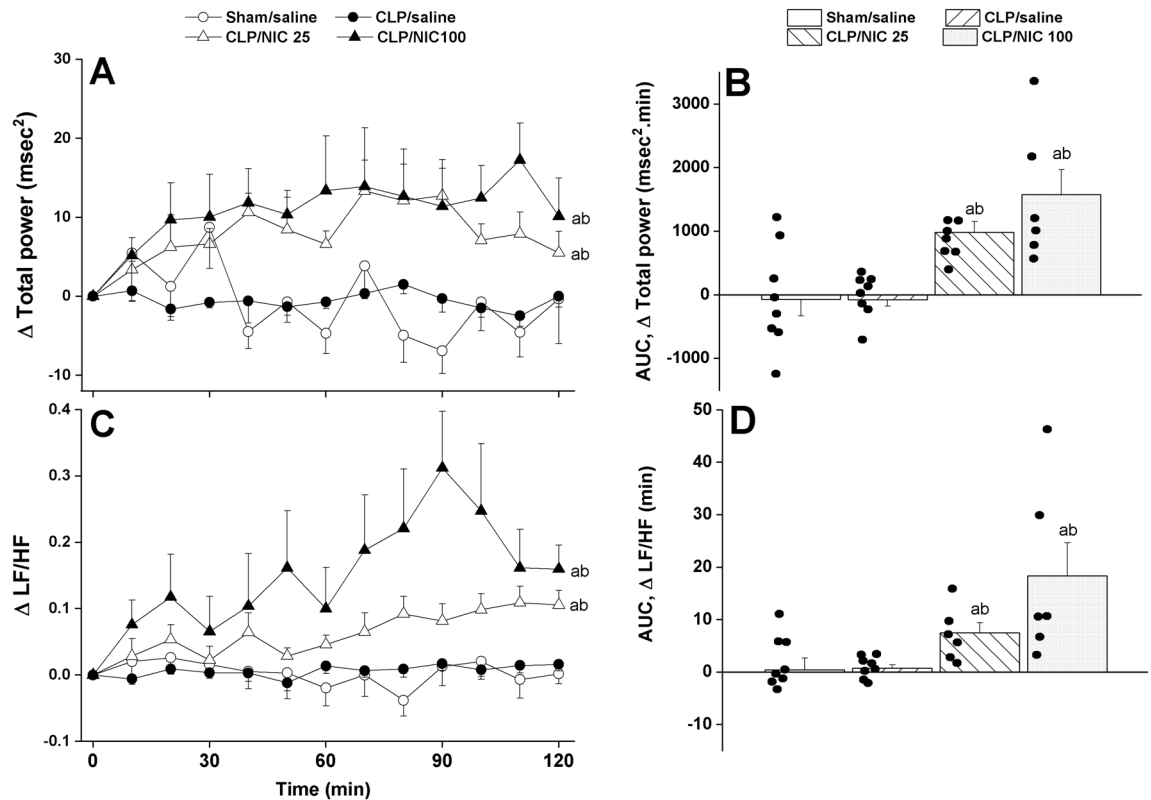 Sham/saline CLP/saline
CLP/NIC 25 CLP/NIC100
Sham/saline CLP/saline
CLP/NIC 25 CLP/NIC 100
A
Δ Total power (msec²)
30
20
10
0
-10
ab
ab
B
AUC, Δ Total power (msec².min)
3000
2000
1000
0
-1000
ab
ab
C
Δ LF/HF
0.4
0.3
0.2
0.1
0.0
-0.1
ab
ab
0 30 60 90 120
Time (min)
D
AUC, Δ LF/HF (min)
50
40
30
20
10
0
-10
ab
ab